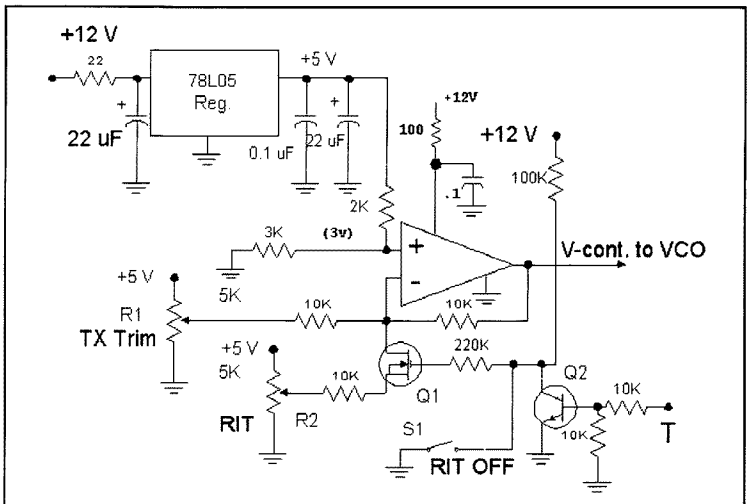 +12 V
22
78L05
Reg.
+5 V
+
22 uF
0.1 uF
+
22 uF
+12V
100
.1
+12 V
100K
2K
3K
(3v)
+
-
V-cont. to VCO
+5 V
5K
R1
TX Trim
10K
10K
220K
+5 V
5K
10K
RIT
R2
Q1
Q2
10K
10K
T
S1
RIT OFF